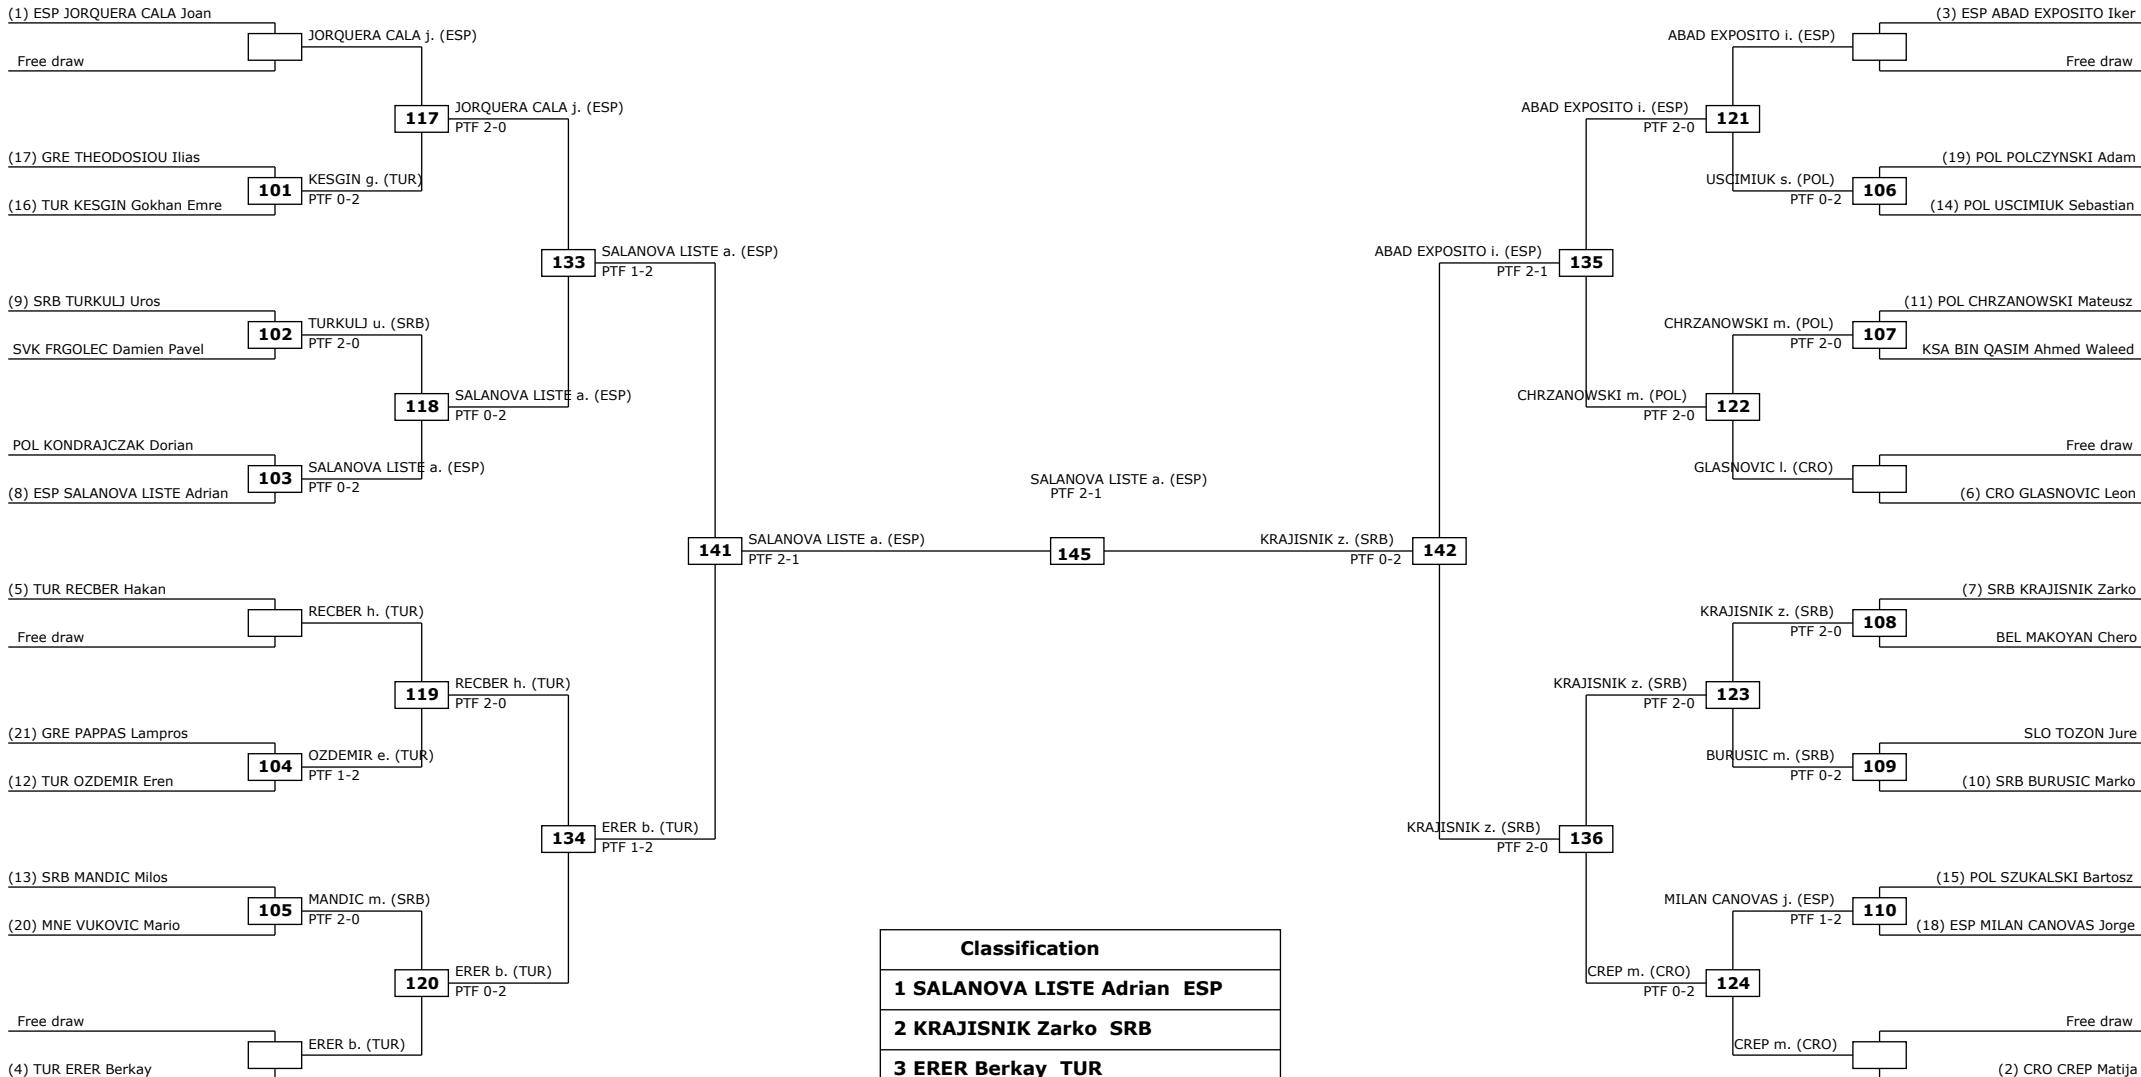 (1) ESP JORQUERA CALA Joan
JORQUERA CALA j. (ESP)
Free draw
117
JORQUERA CALA j. (ESP)
PTF 2-0
(17) GRE THEODOSIOU Ilias
101
KESGIN g. (TUR)
PTF 0-2
(16) TUR KESGIN Gokhan Emre
133
SALANOVA LISTE a. (ESP)
PTF 1-2
(9) SRB TURKULJ Uros
102
TURKULJ u. (SRB)
PTF 2-0
SVK FRGOLEC Damien Pavel
118
SALANOVA LISTE a. (ESP)
PTF 0-2
POL KONDRAJCZAK Dorian
103
SALANOVA LISTE a. (ESP)
PTF 0-2
(8) ESP SALANOVA LISTE Adrian
141
SALANOVA LISTE a. (ESP)
PTF 2-1
(5) TUR RECBER Hakan
RECBER h. (TUR)
Free draw
119
RECBER h. (TUR)
PTF 2-0
(21) GRE PAPPAS Lampros
104
OZDEMIR e. (TUR)
PTF 1-2
(12) TUR OZDEMIR Eren
134
ERER b. (TUR)
PTF 1-2
(13) SRB MANDIC Milos
105
MANDIC m. (SRB)
PTF 2-0
(20) MNE VUKOVIC Mario
120
ERER b. (TUR)
PTF 0-2
Free draw
ERER b. (TUR)
(4) TUR ERER Berkay
SALANOVA LISTE a. (ESP)
PTF 2-1
145
(3) ESP ABAD EXPOSITO Iker
ABAD EXPOSITO i. (ESP)
Free draw
ABAD EXPOSITO i. (ESP)
PTF 2-0
121
(19) POL POLCZYNSKI Adam
USCIMIUK s. (POL)
PTF 0-2
106
(14) POL USCIMIUK Sebastian
ABAD EXPOSITO i. (ESP)
PTF 2-1
135
(11) POL CHRZANOWSKI Mateusz
CHRZANOWSKI m. (POL)
PTF 2-0
107
KSA BIN QASIM Ahmed Waleed
CHRZANOWSKI m. (POL)
PTF 2-0
122
Free draw
GLASNOVIC l. (CRO)
(6) CRO GLASNOVIC Leon
KRAJISNIK z. (SRB)
PTF 0-2
142
(7) SRB KRAJISNIK Zarko
KRAJISNIK z. (SRB)
PTF 2-0
108
BEL MAKOYAN Chero
KRAJISNIK z. (SRB)
PTF 2-0
123
SLO TOZON Jure
BURUSIC m. (SRB)
PTF 0-2
109
(10) SRB BURUSIC Marko
KRAJISNIK z. (SRB)
PTF 2-0
136
(15) POL SZUKALSKI Bartosz
MILAN CANOVAS j. (ESP)
PTF 1-2
110
(18) ESP MILAN CANOVAS Jorge
CREP m. (CRO)
PTF 0-2
124
Free draw
CREP m. (CRO)
(2) CRO CREP Matija
Classification
1 SALANOVA LISTE Adrian ESP
2 KRAJISNIK Zarko SRB
3 ERER Berkay TUR